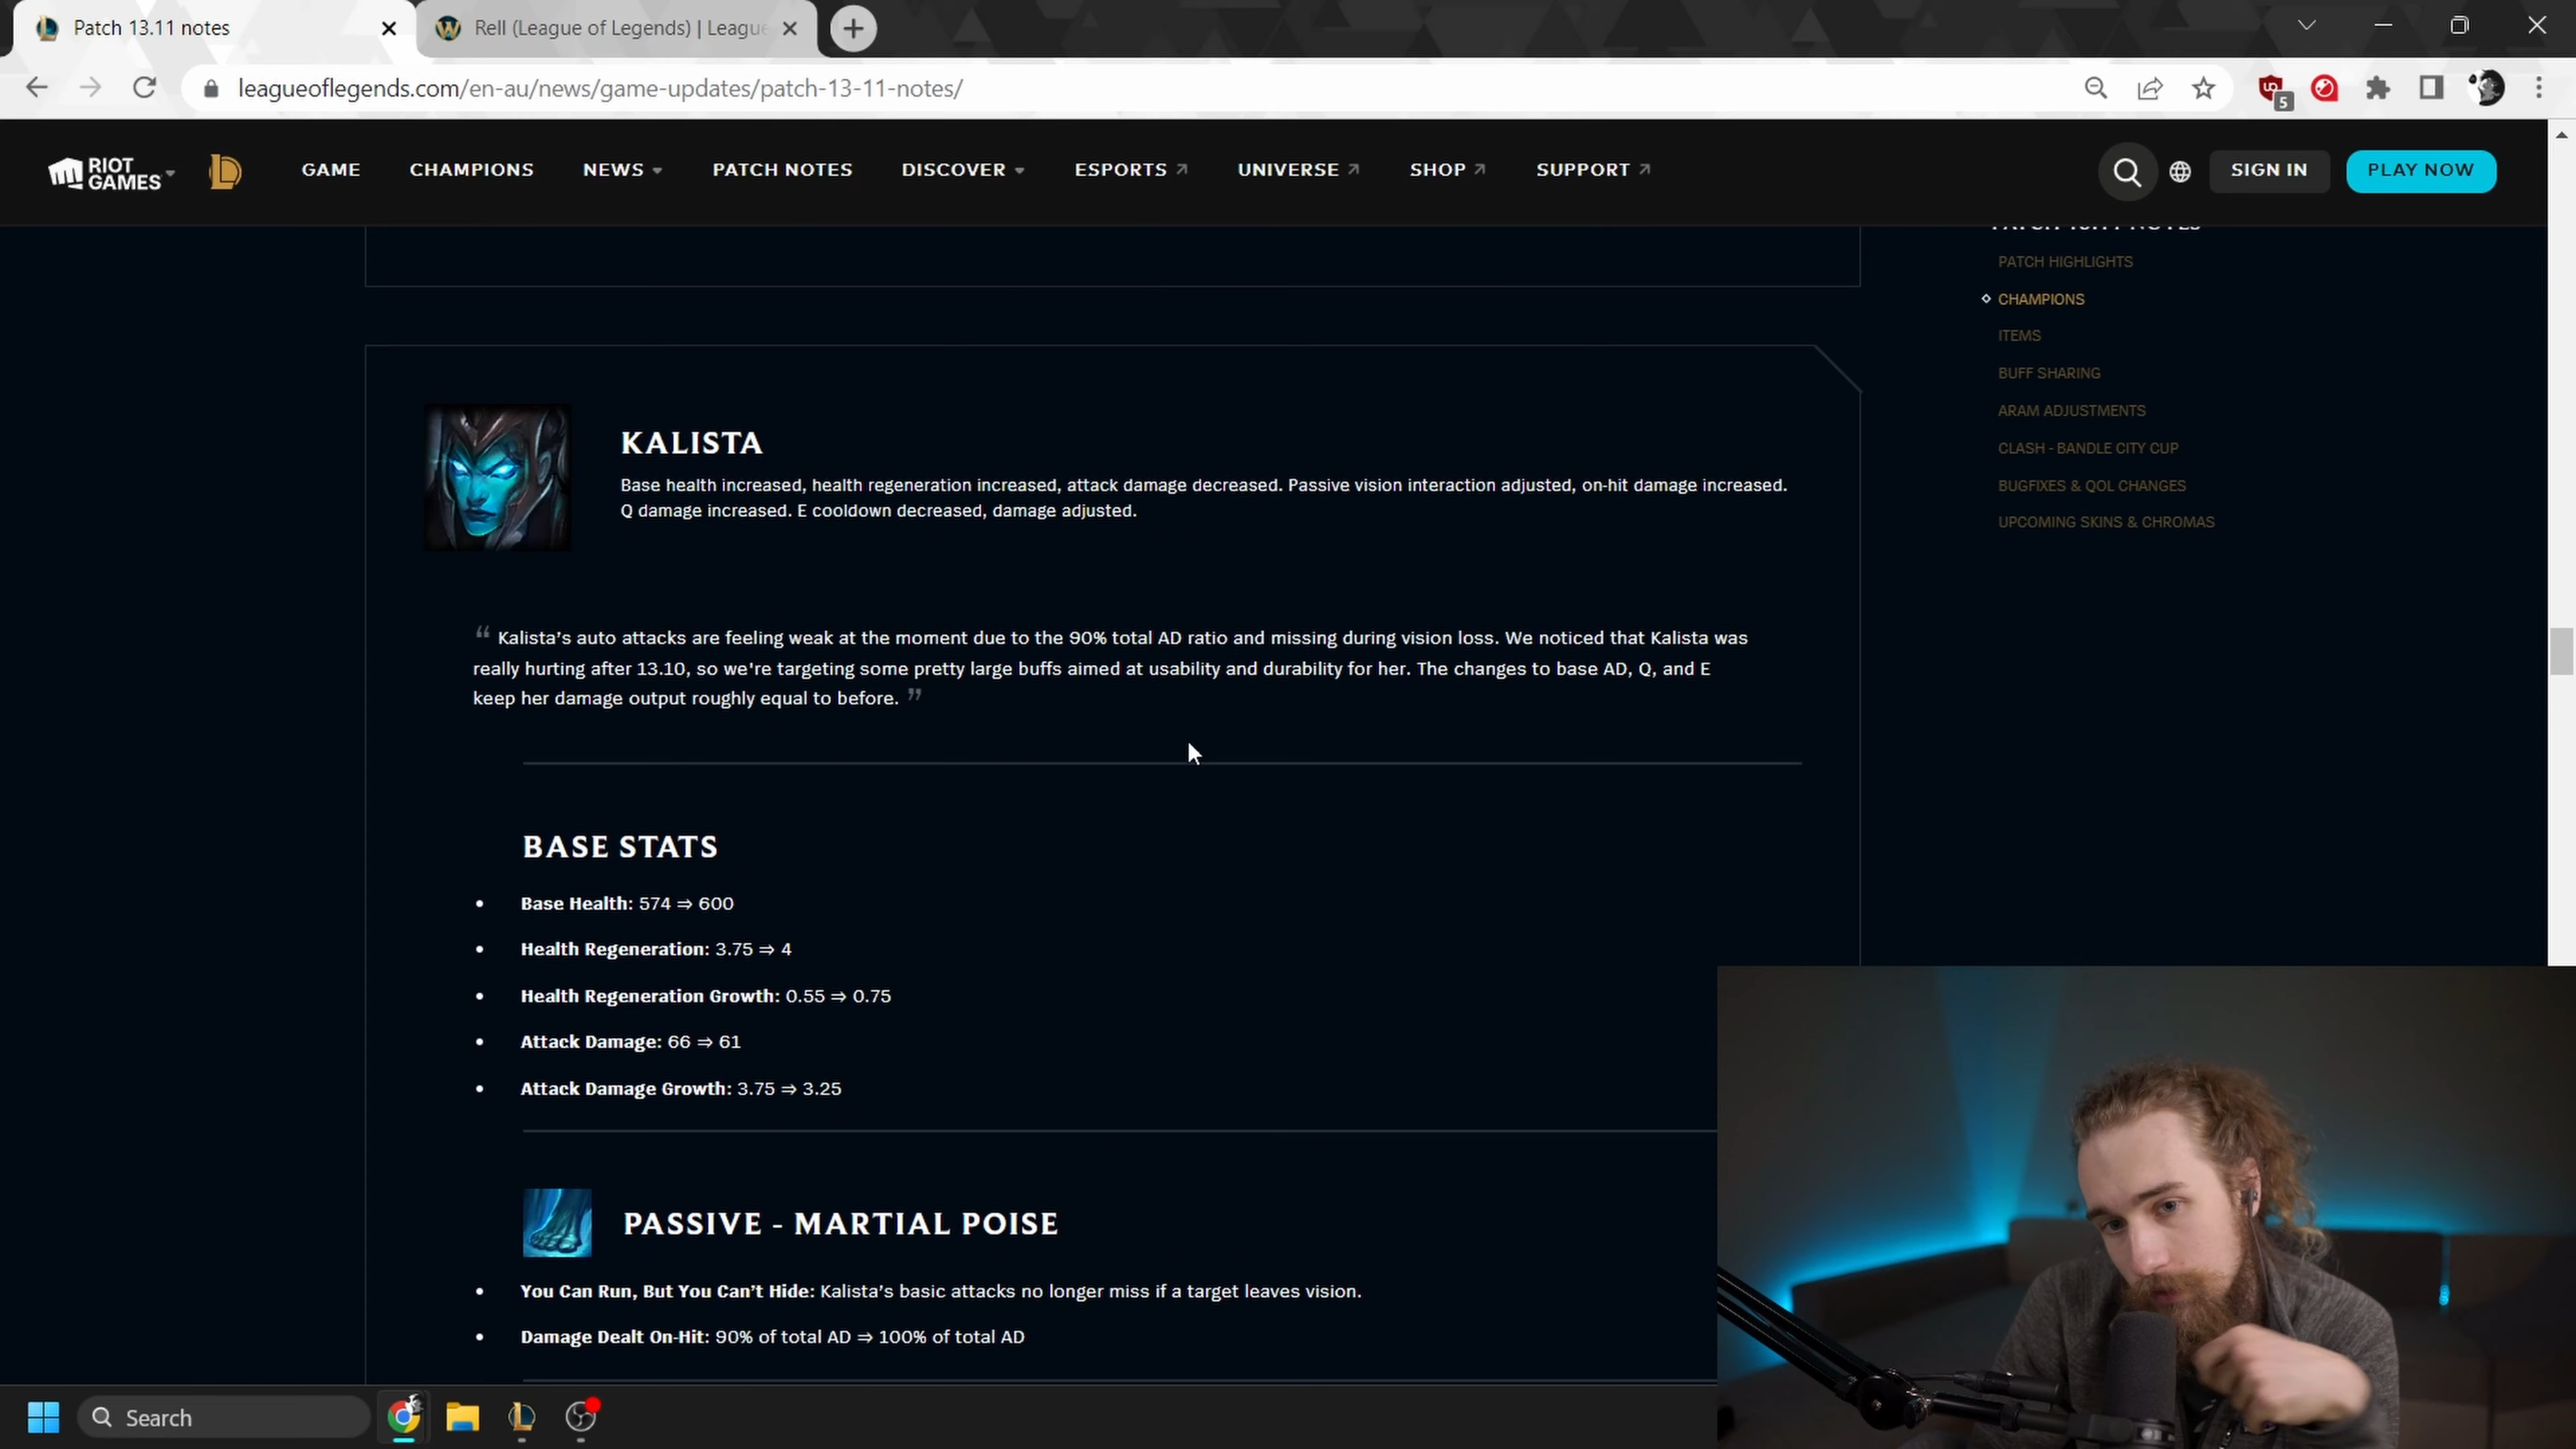 Patch 13.11 notes
Rell (League of Legends) | League
leagueoflegends.com/en-au/news/game-updates/patch-13-11-notes/
5
RIOT GAMES
GAME
CHAMPIONS
NEWS
PATCH NOTES
DISCOVER
ESPORTS
UNIVERSE
SHOP
SUPPORT
SIGN IN
PLAY NOW
PATCH 13.11 NOTES
PATCH HIGHLIGHTS
CHAMPIONS
ITEMS
BUFF SHARING
ARAM ADJUSTMENTS
CLASH - BANDLE CITY CUP
BUGFIXES & QOL CHANGES
UPCOMING SKINS & CHROMAS
KALISTA
Base health increased, health regeneration increased, attack damage decreased. Passive vision interaction adjusted, on-hit damage increased.
Q damage increased. E cooldown decreased, damage adjusted.
“ Kalista’s auto attacks are feeling weak at the moment due to the 90% total AD ratio and missing during vision loss. We noticed that Kalista was
really hurting after 13.10, so we're targeting some pretty large buffs aimed at usability and durability for her. The changes to base AD, Q, and E
keep her damage output roughly equal to before. ”
BASE STATS
• Base Health: 574 ⇒ 600
• Health Regeneration: 3.75 ⇒ 4
• Health Regeneration Growth: 0.55 ⇒ 0.75
• Attack Damage: 66 ⇒ 61
• Attack Damage Growth: 3.75 ⇒ 3.25
PASSIVE - MARTIAL POISE
• You Can Run, But You Can’t Hide: Kalista’s basic attacks no longer miss if a target leaves vision.
• Damage Dealt On-Hit: 90% of total AD ⇒ 100% of total AD
Search